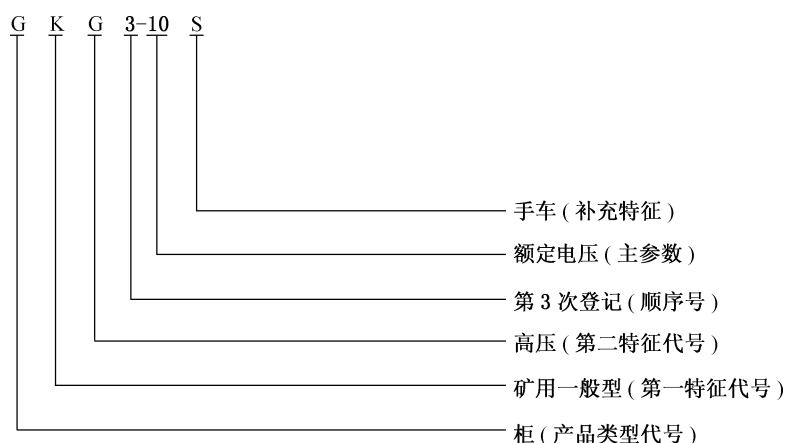 G K G 3-10 S
手车(补充特征)
额定电压(主参数)
第3次登记(顺序号)
高压(第二特征代号)
矿用一般型(第一特征代号)
柜(产品类型代号)